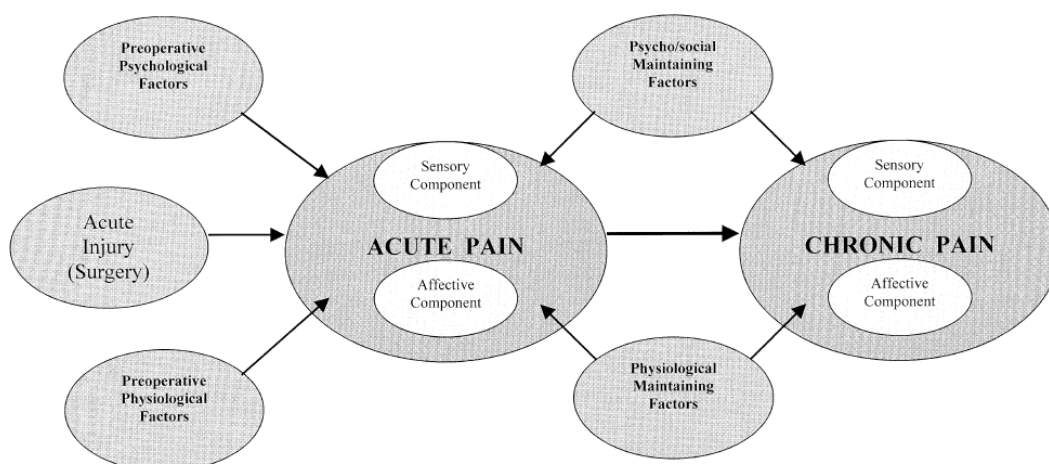 Preoperative
Psychological
Factors
Psycho/social
Maintaining
Factors
Acute
Injury
(Surgery)
Sensory
Component
ACUTE PAIN
Affective
Component
Sensory
Component
CHRONIC PAIN
Affective
Component
Preoperative
Physiological
Factors
Physiological
Maintaining
Factors